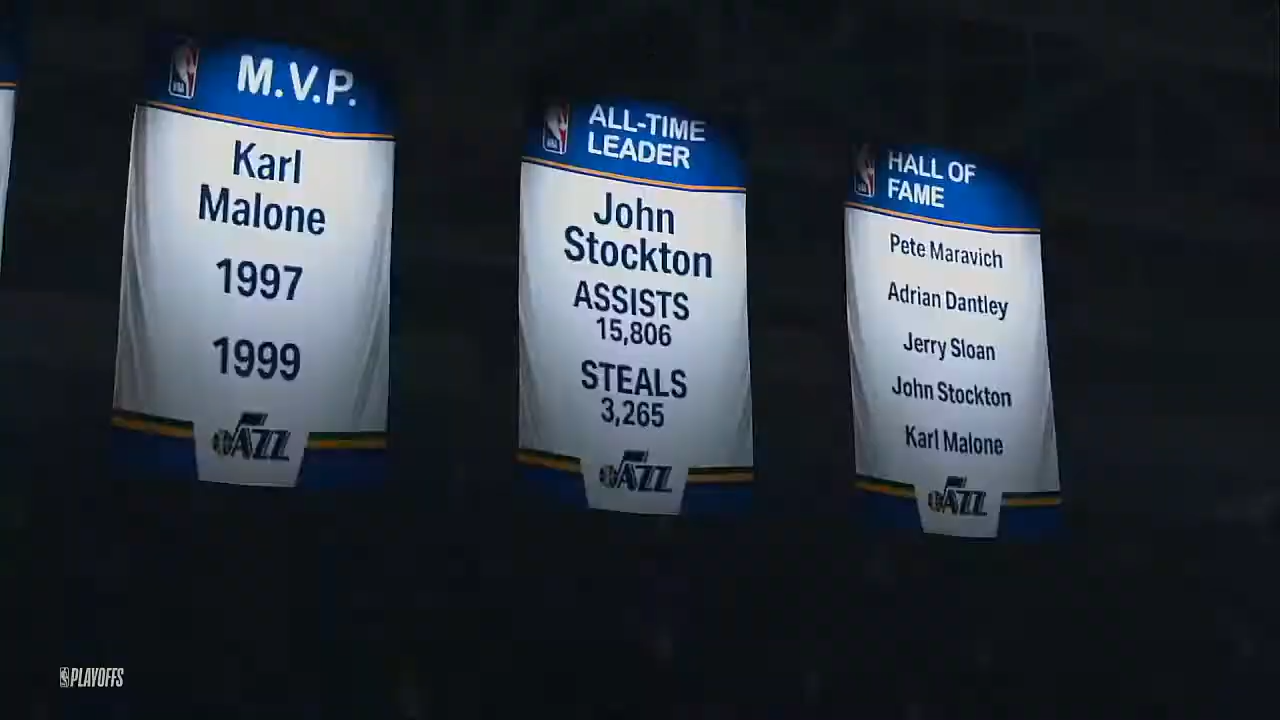 M.V.P.
Karl
Malone
1997
1999
JAZZ
ALL-TIME
LEADER
John
Stockton
ASSISTS
15,806
STEALS
3,265
JAZZ
HALL OF
FAME
Pete Maravich
Adrian Dantley
Jerry Sloan
John Stockton
Karl Malone
JAZZ
PLAYOFFS